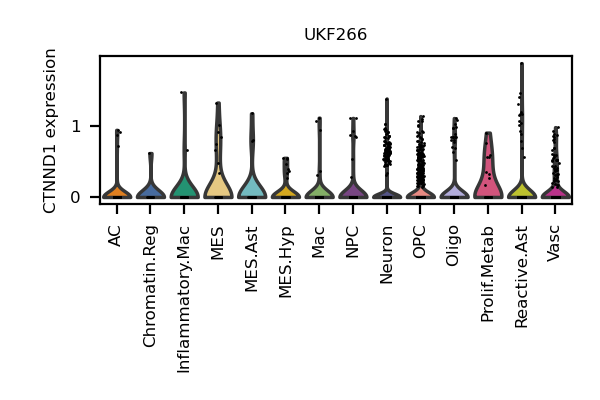 UKF266
CTNND1 expression
1
0
AC
Chromatin.Reg
Inflammatory.Mac
MES
MES.Ast
MES.Hyp
Mac
NPC
Neuron
OPC
Oligo
Prolif.Metab
Reactive.Ast
Vasc